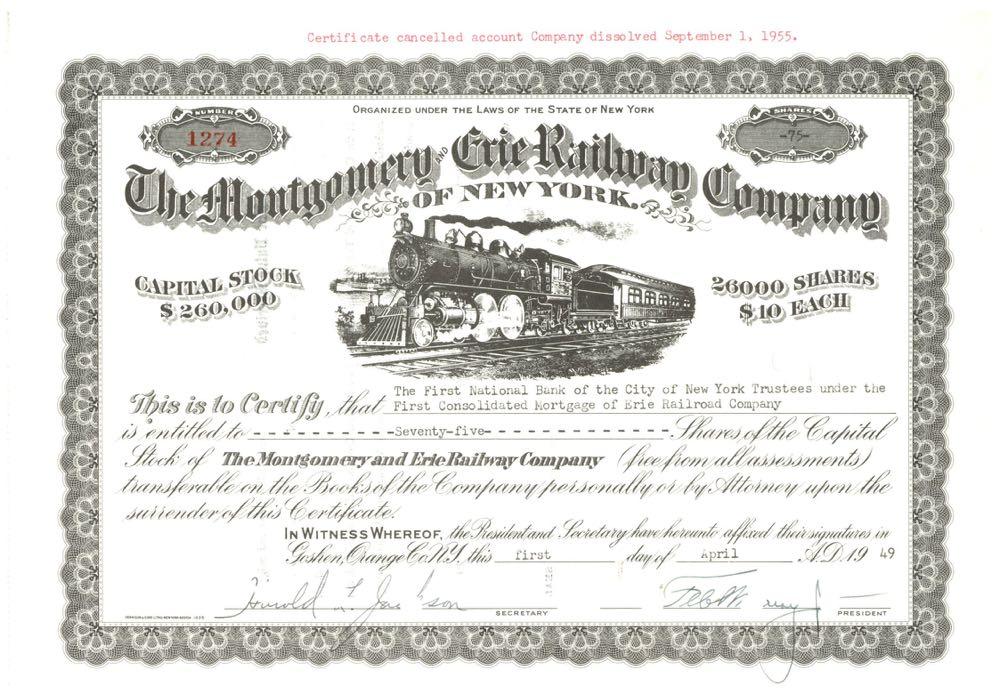 Certificate cancelled account Company dissolved September 1, 1955.
ORGANIZED UNDER THE LAWS OF THE STATE OF NEW YORK
NUMBER
1274
SHARES
-75-
The Montgomery AND Erie Railway Company
OF NEW YORK.
CAPITAL STOCK
$260,000
26000 SHARES
$10 EACH
The First National Bank of the City of New York Trustees under the
This is to Certify, that First Consolidated Mortgage of Erie Railroad Company
is entitled to - - - - - - - - - - -Seventy-five- - - - - - - - - - - - - Shares of the Capital
Stock of The Montgomery and Erie Railway Company (free from all assessments)
transferable on the Books of the Company personally or by Attorney upon the
surrender of this Certificate.
IN WITNESS WHEREOF, the President and Secretary have hereunto affixed their signatures in
Goshen, Orange Co. N.Y. this first day of April A.D. 19 49
Harold
SECRETARY
PRESIDENT